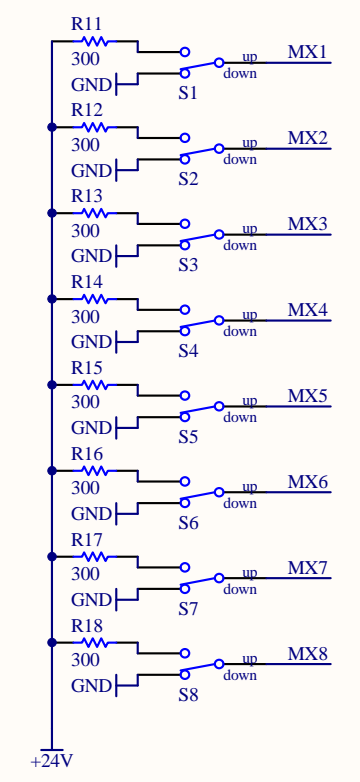 R11
300
GND
S1
up
down
MX1
R12
300
GND
S2
up
down
MX2
R13
300
GND
S3
up
down
MX3
R14
300
GND
S4
up
down
MX4
R15
300
GND
S5
up
down
MX5
R16
300
GND
S6
up
down
MX6
R17
300
GND
S7
up
down
MX7
R18
300
GND
S8
up
down
MX8
+24V